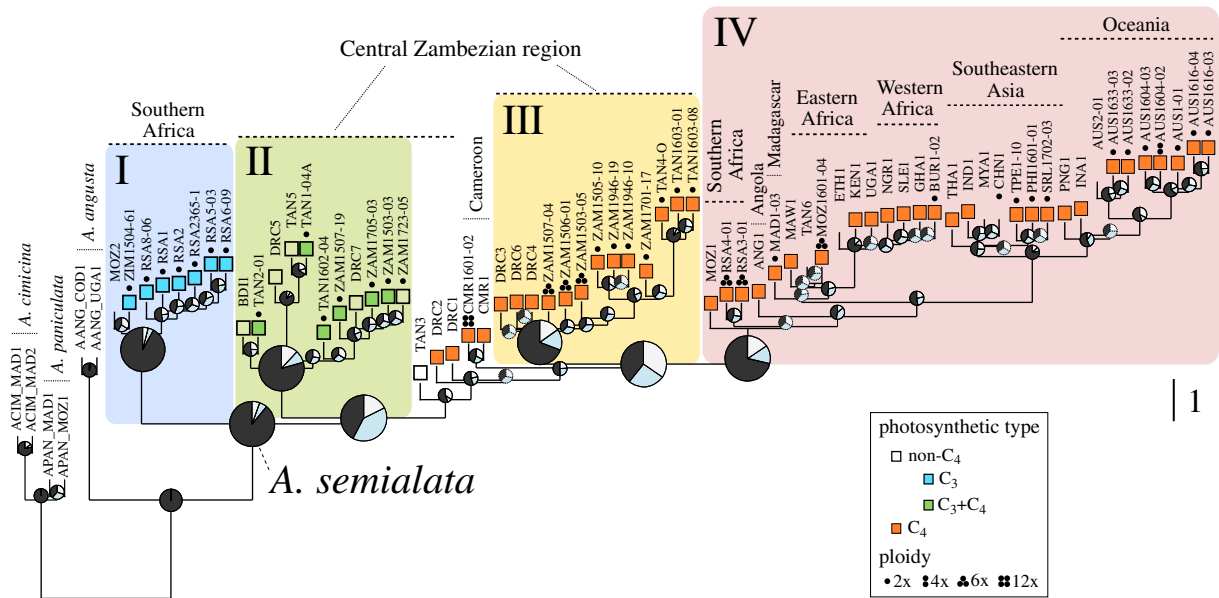 Central Zambezian region
Southern
Africa
I
II
III
IV
Cameroon
Southern
Africa
Angola
Madagascar
Eastern
Africa
Western
Africa
Southeastern
Asia
Oceania
A. cimicina
A. paniculata
A. angusta
ACIM_MAD1
ACIM_MAD2
APAN_MAD1
APAN_MOZ1
AANG_COD1
AANG_UGA1
MOZ2
ZIM1504-61
RSA8-06
RSA1
RSA2
RSA2365-1
RSA5-03
RSA6-09
BDI1
TAN2-01
DRC5
TAN5
TAN1-04A
TAN1602-04
ZAM1507-19
DRC7
ZAM1705-03
ZAM1503-03
ZAM1723-05
TAN3
DRC2
DRC1
CMR1601-02
CMR1
DRC3
DRC6
DRC4
ZAM1507-04
ZAM1506-01
ZAM1503-05
ZAM1505-10
ZAM1946-19
ZAM1946-10
ZAM1701-17
TAN4-O
TAN1603-01
TAN1603-08
MOZ1
RSA4-01
RSA3-01
ANG1
MAD1-03
MAW1
TAN6
MOZ1601-04
ETH1
KEN1
UGA1
NGR1
SLE1
GHA1
BUR1-02
THA1
IND1
MYA1
CHN1
TPE1-10
PHI1601-01
SRL1702-03
PNG1
INA1
AUS2-01
AUS1633-03
AUS1633-02
AUS1604-03
AUS1604-02
AUS1-01
AUS1616-04
AUS1616-03
A. semialata
1
photosynthetic type
non-C₄
C₃
C₃+C₄
C₄
ploidy
2x 4x 6x 12x